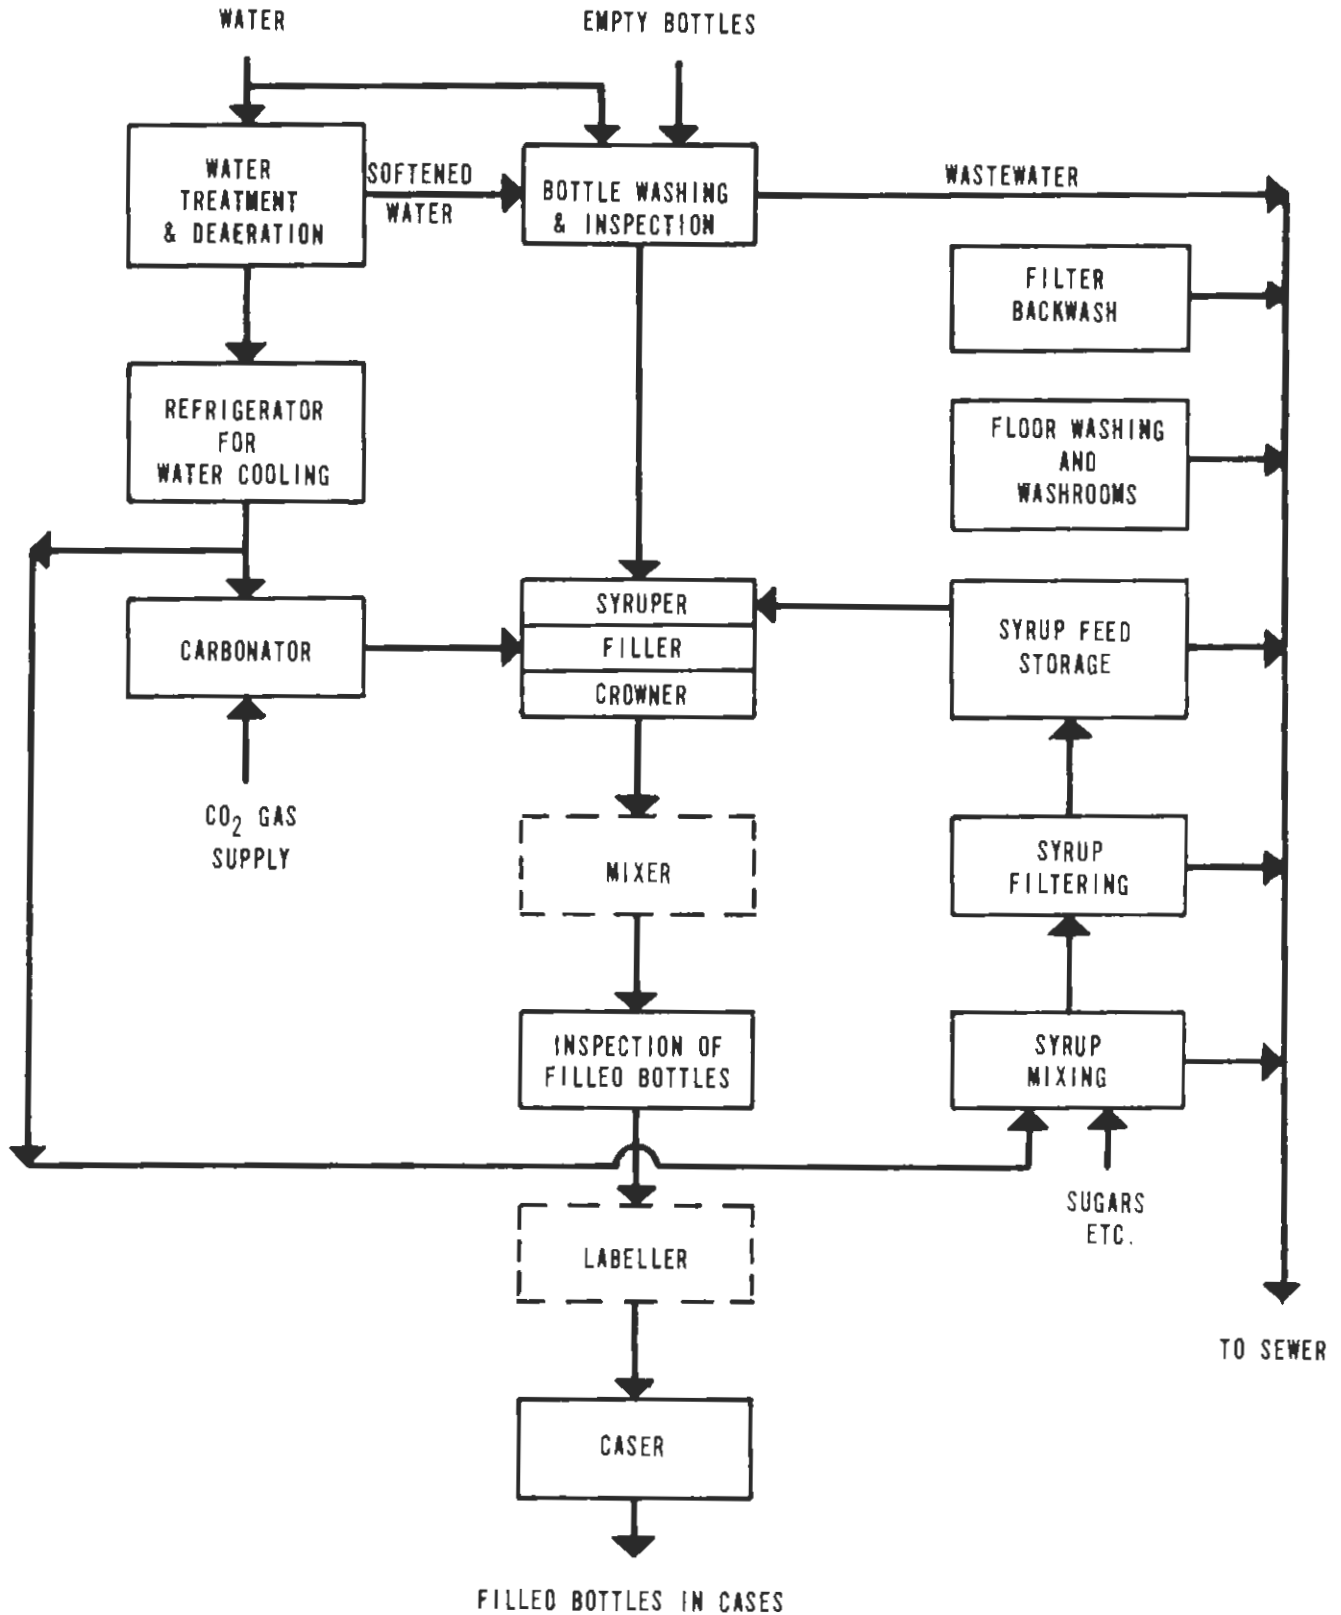 WATER
EMPTY BOTTLES
WATER
TREATMENT
& DEAERATION
SOFTENED
WATER
BOTTLE WASHING
& INSPECTION
WASTEWATER
FILTER
BACKWASH
REFRIGERATOR
FOR
WATER COOLING
FLOOR WASHING
AND
WASHROOMS
CARBONATOR
SYRUPER
FILLER
CROWNER
SYRUP FEED
STORAGE
CO2 GAS
SUPPLY
MIXER
SYRUP
FILTERING
INSPECTION OF
FILLED BOTTLES
SYRUP
MIXING
SUGARS
ETC.
LABELLER
TO SEWER
CASER
FILLED BOTTLES IN CASES